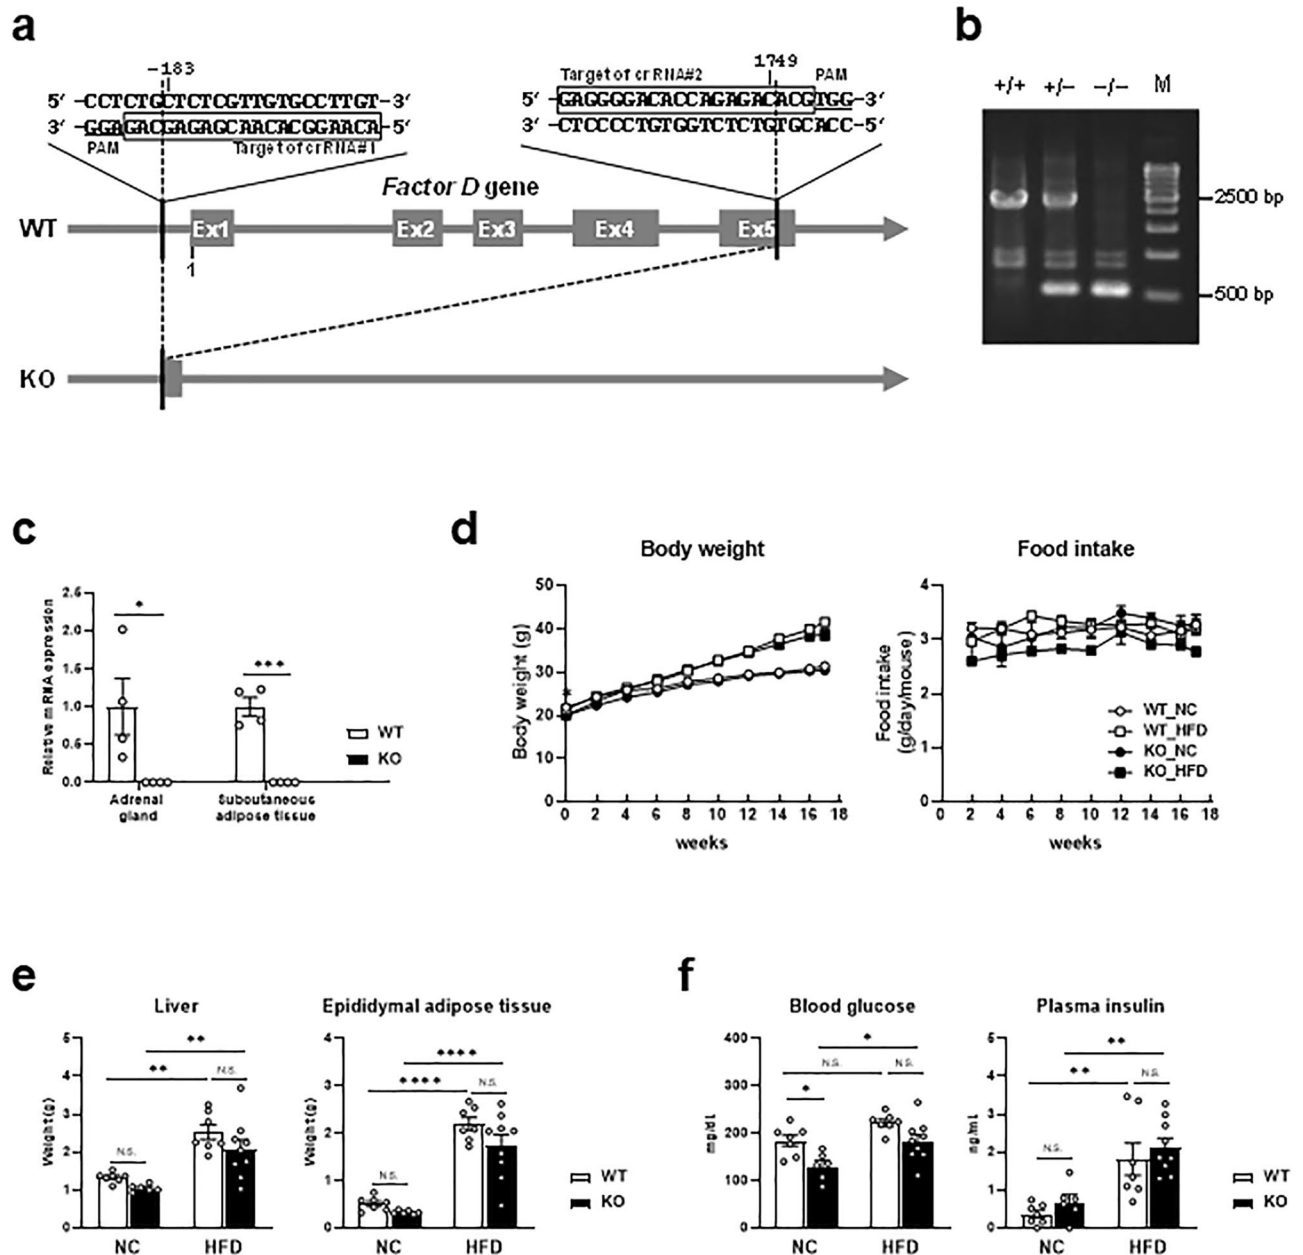 a
-183
5′ -CCTCTGCTCTCGTTGTGCCTTGT-3′
3′ -GGAGACGAGAGCAACACGGAACA-5′
PAM Target of crRNA#1
1749
Target of crRNA#2 PAM
5′ -GAGGGGACACCAGAGACACGTGG-3′
3′ -CTCCCCTGTGGTCTCTGTGCACC-5′
Factor D gene
WT Ex1 Ex2 Ex3 Ex4 Ex5
1
KO
b
+/+ +/− −/− M
2500 bp
500 bp
c
Relative mRNA expression
2.5
2.0
1.5
1.0
0.5
0.0
*
***
Adrenal gland
Subcutaneous adipose tissue
WT
KO
d
Body weight
Body weight (g)
50
40
30
20
10
0
*
0 2 4 6 8 10 12 14 16 18
weeks
Food intake
Food intake
(g/day/mouse)
4
3
2
1
0
WT_NC
WT_HFD
KO_NC
KO_HFD
0 2 4 6 8 10 12 14 16 18
weeks
e
Liver
Weight (g)
5
4
3
2
1
0
**
**
N.S.
N.S.
NC HFD
Epididymal adipose tissue
Weight (g)
4
3
2
1
0
****
****
N.S.
N.S.
NC HFD
WT
KO
f
Blood glucose
mg/dl
400
300
200
100
0
*
N.S.
N.S.
*
NC HFD
Plasma insulin
ng/ml
5
4
3
2
1
0
**
**
N.S.
N.S.
NC HFD
WT
KO